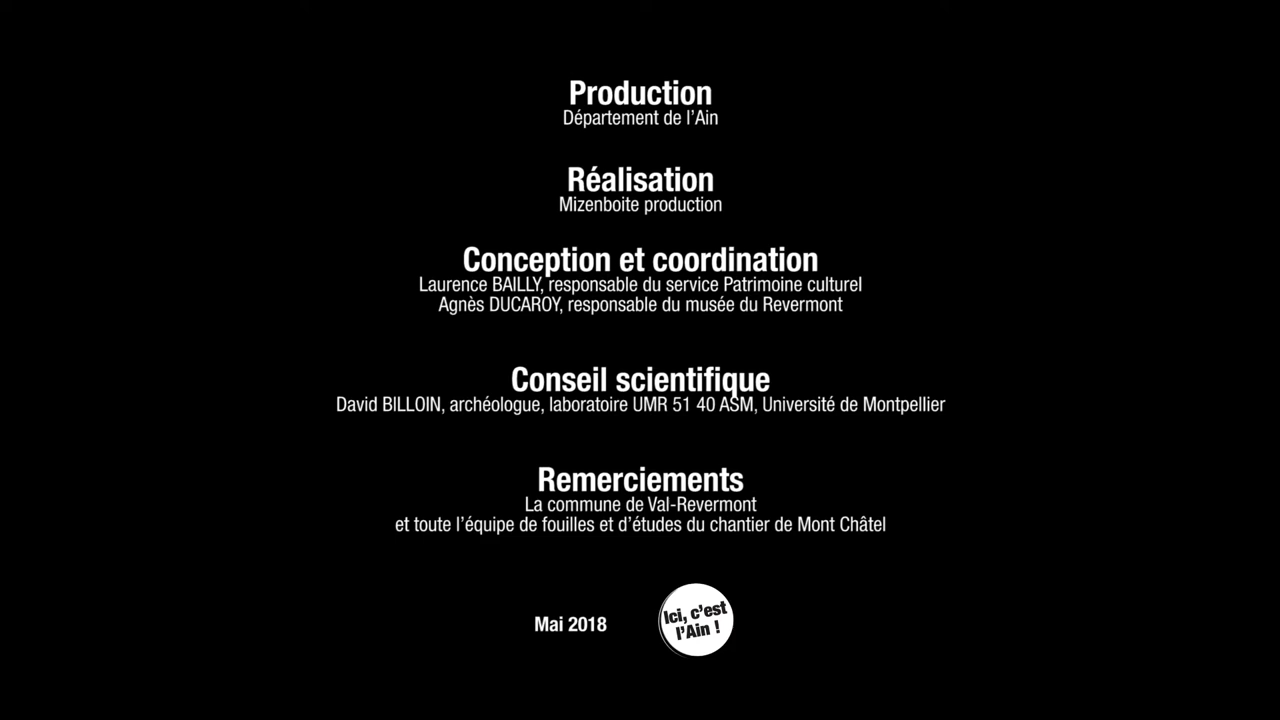 Production
Département de l'Ain
Réalisation
Mizenboite production
Conception et coordination
Laurence BAILLY, responsable du service Patrimoine culturel
Agnès DUCAROY, responsable du musée du Revermont
Conseil scientifique
David BILLOIN, archéologue, laboratoire UMR 51 40 ASM, Université de Montpellier
Remerciements
La commune de Val-Revermont
et toute l'équipe de fouilles et d'études du chantier de Mont Châtel
Mai 2018
Ici, c'est
l'Ain !